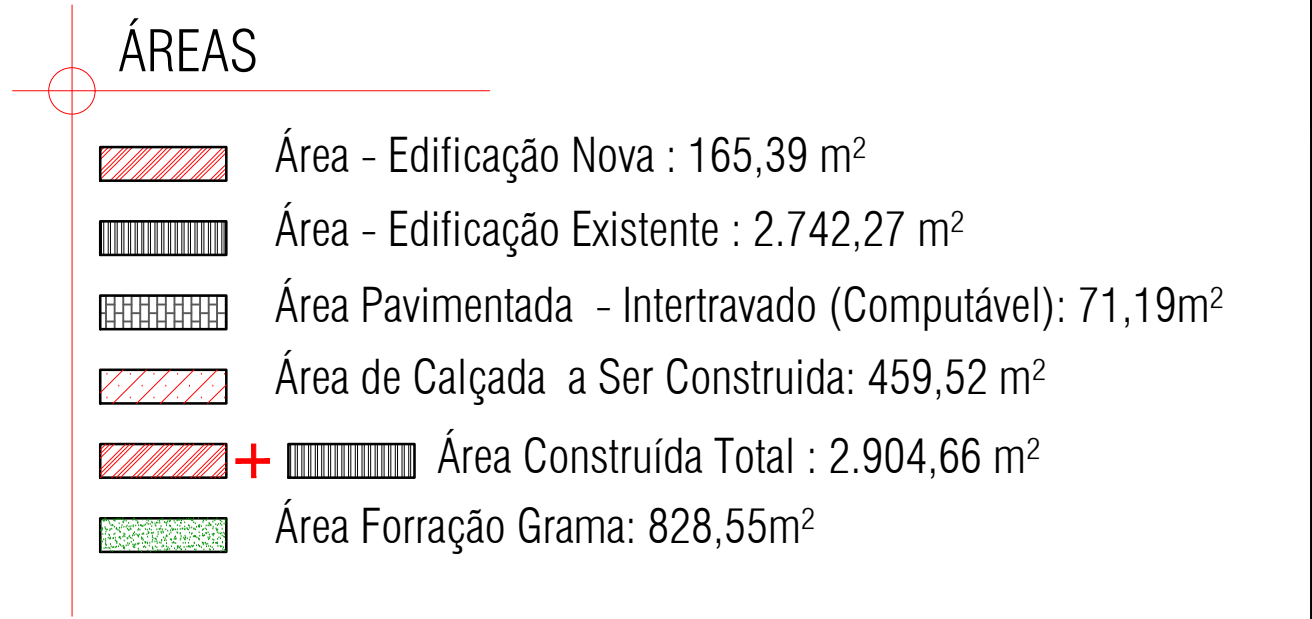 ÁREAS
Área - Edificação Nova : 165,39 m²
Área - Edificação Existente : 2.742,27 m²
Área Pavimentada - Intertravado (Computável): 71,19m²
Área de Calçada a Ser Construida: 459,52 m²
+ Área Construída Total : 2.904,66 m²
Área Forração Grama: 828,55m²